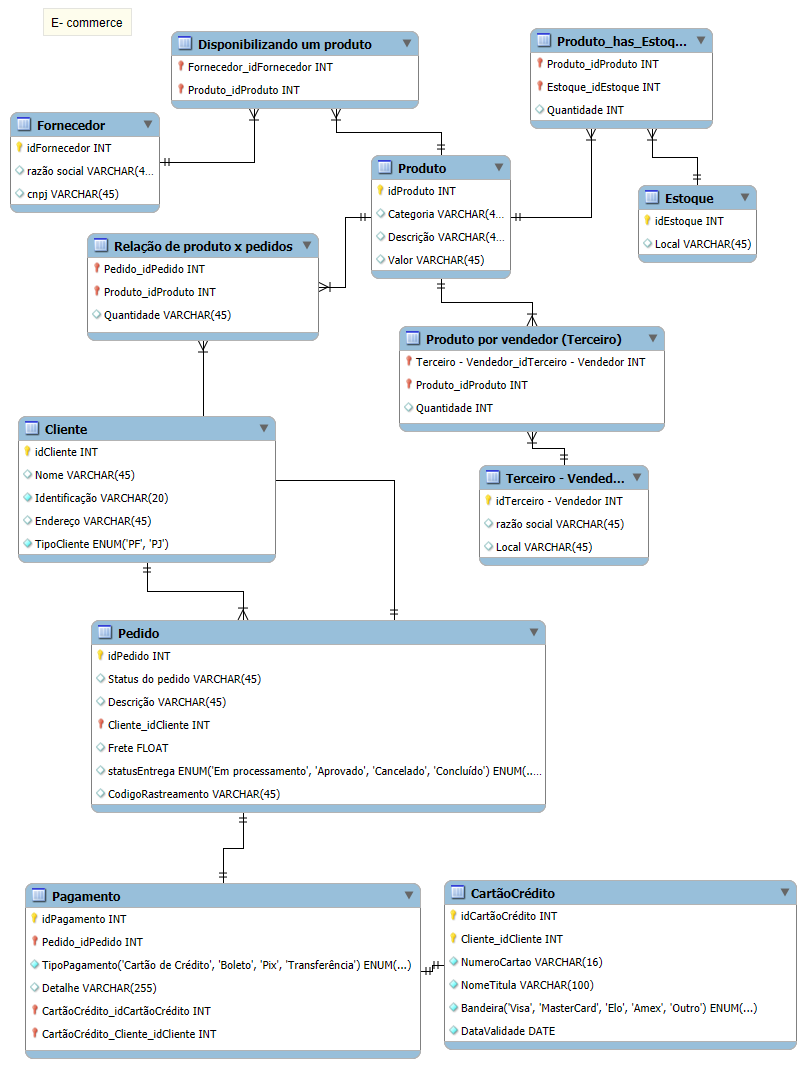 E- commerce
Disponibilizando um produto
Fornecedor_idFornecedor INT
Produto_idProduto INT
Produto_has_Estoq...
Produto_idProduto INT
Estoque_idEstoque INT
Quantidade INT
Fornecedor
idFornecedor INT
razão social VARCHAR(4...
cnpj VARCHAR(45)
Produto
idProduto INT
Categoria VARCHAR(4...
Descrição VARCHAR(4...
Valor VARCHAR(45)
Estoque
idEstoque INT
Local VARCHAR(45)
Relação de produto x pedidos
Pedido_idPedido INT
Produto_idProduto INT
Quantidade VARCHAR(45)
Produto por vendedor (Terceiro)
Terceiro - Vendedor_idTerceiro - Vendedor INT
Produto_idProduto INT
Quantidade INT
Cliente
idCliente INT
Nome VARCHAR(45)
Identificação VARCHAR(20)
Endereço VARCHAR(45)
TipoCliente ENUM('PF', 'PJ')
Terceiro - Vended...
idTerceiro - Vendedor INT
razão social VARCHAR(45)
Local VARCHAR(45)
Pedido
idPedido INT
Status do pedido VARCHAR(45)
Descrição VARCHAR(45)
Cliente_idCliente INT
Frete FLOAT
statusEntrega ENUM('Em processamento', 'Aprovado', 'Cancelado', 'Concluído') ENUM(...
CodigoRastreamento VARCHAR(45)
Pagamento
idPagamento INT
Pedido_idPedido INT
TipoPagamento('Cartão de Crédito', 'Boleto', 'Pix', 'Transferência') ENUM(...)
Detalhe VARCHAR(255)
CartãoCrédito_idCartãoCrédito INT
CartãoCrédito_Cliente_idCliente INT
CartãoCrédito
idCartãoCrédito INT
Cliente_idCliente INT
NumeroCartao VARCHAR(16)
NomeTitula VARCHAR(100)
Bandeira('Visa', 'MasterCard', 'Elo', 'Amex', 'Outro') ENUM(...)
DataValidade DATE